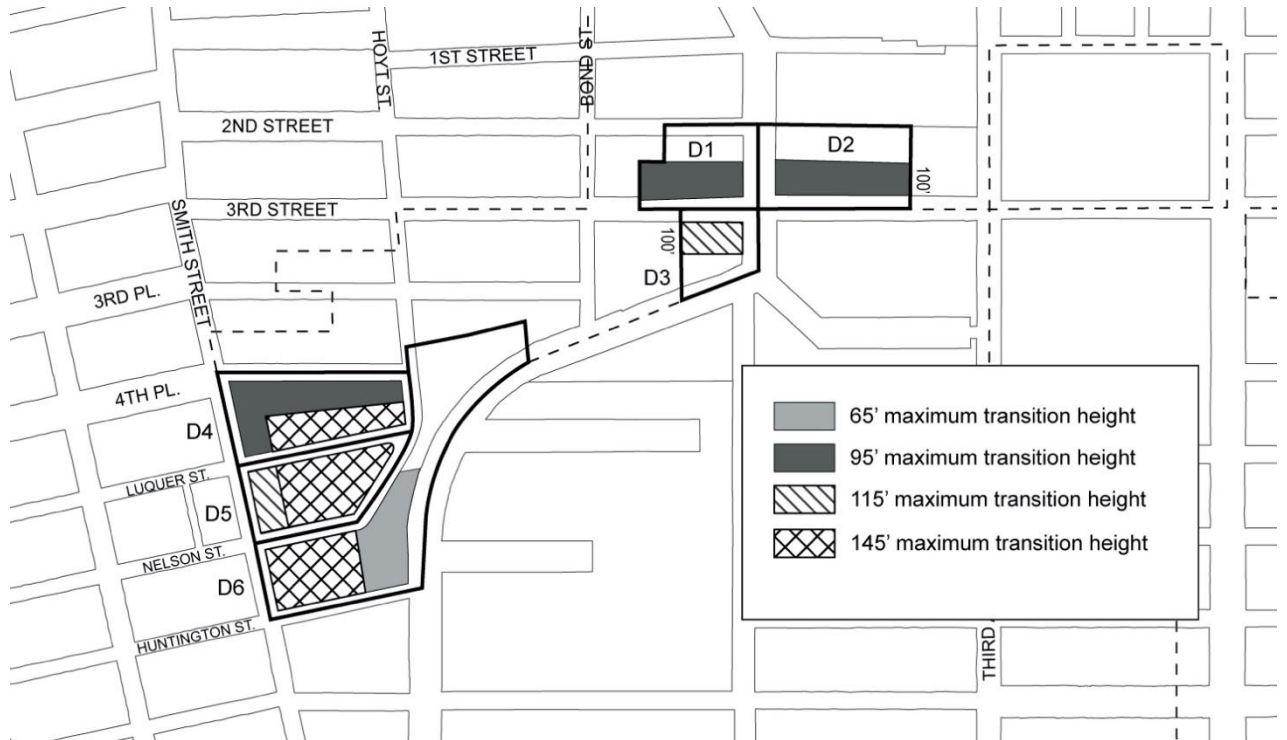 HOYT ST.
BOND ST.
1ST STREET
2ND STREET
D1
D2
100'
3RD STREET
SMITH STREET
100'
D3
3RD PL.
4TH PL.
D4
65' maximum transition height
95' maximum transition height
115' maximum transition height
145' maximum transition height
LUQUER ST.
D5
NELSON ST.
D6
HUNTINGTON ST.
THIRD